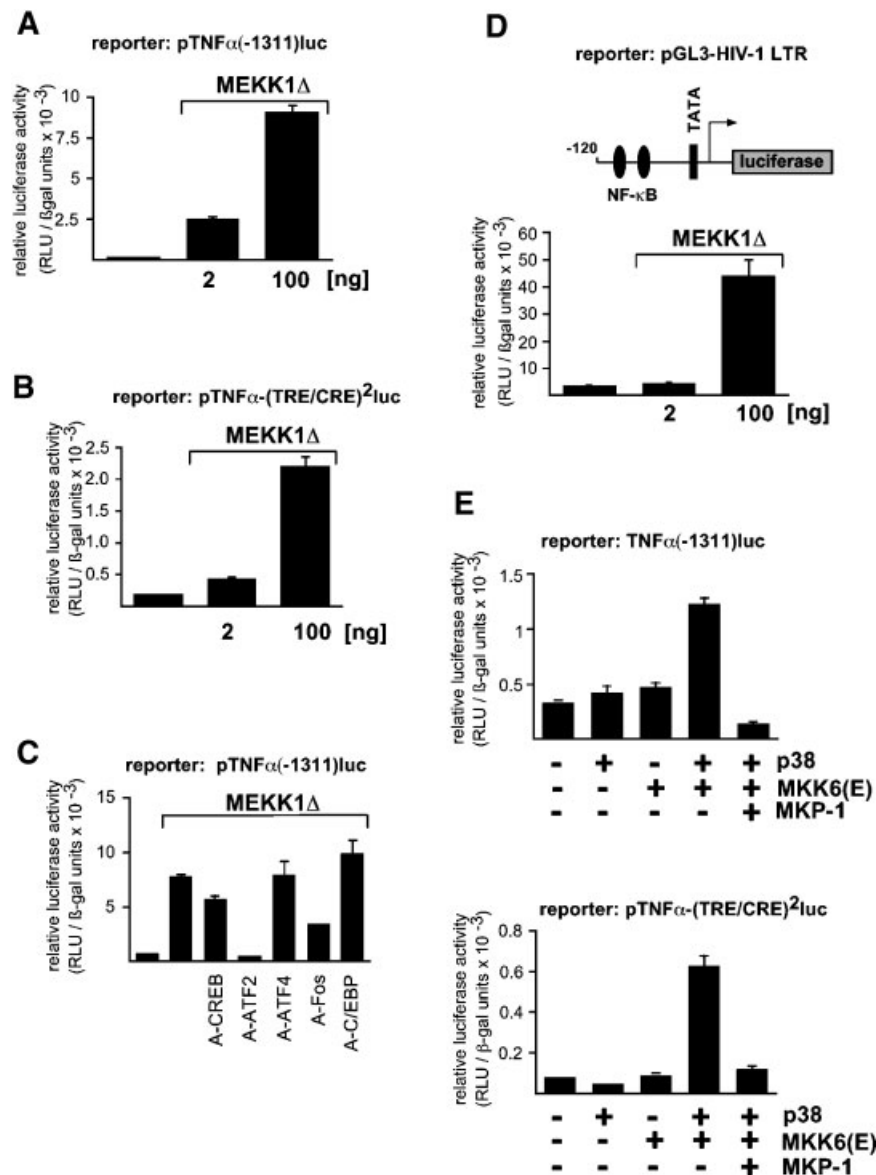 A
reporter: pTNFα(-1311)luc
relative luciferase activity
(RLU / ßgal units x 10 -3)
MEKK1Δ
10
7.5
5
2.5
2 100 [ng]
B
reporter: pTNFα-(TRE/CRE)2luc
relative luciferase activity
(RLU / ß-gal units x 10 -3)
MEKK1Δ
2.5
2.0
1.5
1.0
0.5
2 100 [ng]
C
reporter: pTNFα(-1311)luc
relative luciferase activity
(RLU / ß-gal units x 10 -3)
MEKK1Δ
15
10
5
A-CREB
A-ATF2
A-ATF4
A-Fos
A-C/EBP
D
reporter: pGL3-HIV-1 LTR
TATA
-120
luciferase
NF-κB
relative luciferase activity
(RLU / ßgal units x 10 -3)
MEKK1Δ
60
50
40
30
20
10
2 100 [ng]
E
reporter: TNFα(-1311)luc
relative luciferase activity
(RLU / ß-gal units x 10 -3)
1.5
1
0.5
- + - + + p38
- - + + + MKK6(E)
- - - - + MKP-1
reporter: pTNFα-(TRE/CRE)2luc
relative luciferase activity
(RLU / β-gal units x 10 -3)
0.8
0.6
0.4
0.2
- + - + + p38
- - + + + MKK6(E)
- - - - + MKP-1